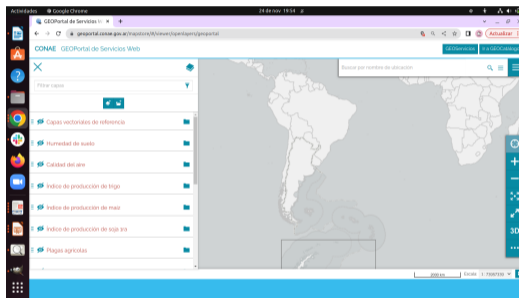 Actividades Google Chrome 24 de nov 19:54
GEOPortal de Servicios W
geoportal.conae.gov.ar/mapstore/#/viewer/openlayers/geoportal
Actualizar
CONAE GEOPortal de Servicios Web
GEOServicios
Ir a GEOCatálogo
Buscar por nombre de ubicación
Filtrar capas
Capas vectoriales de referencia
Humedad de suelo
Calidad del aire
Índice de producción de trigo
Índice de producción de maíz
Índice de producción de soja 1ra
Plagas agrícolas
3D
2000 km
Escala